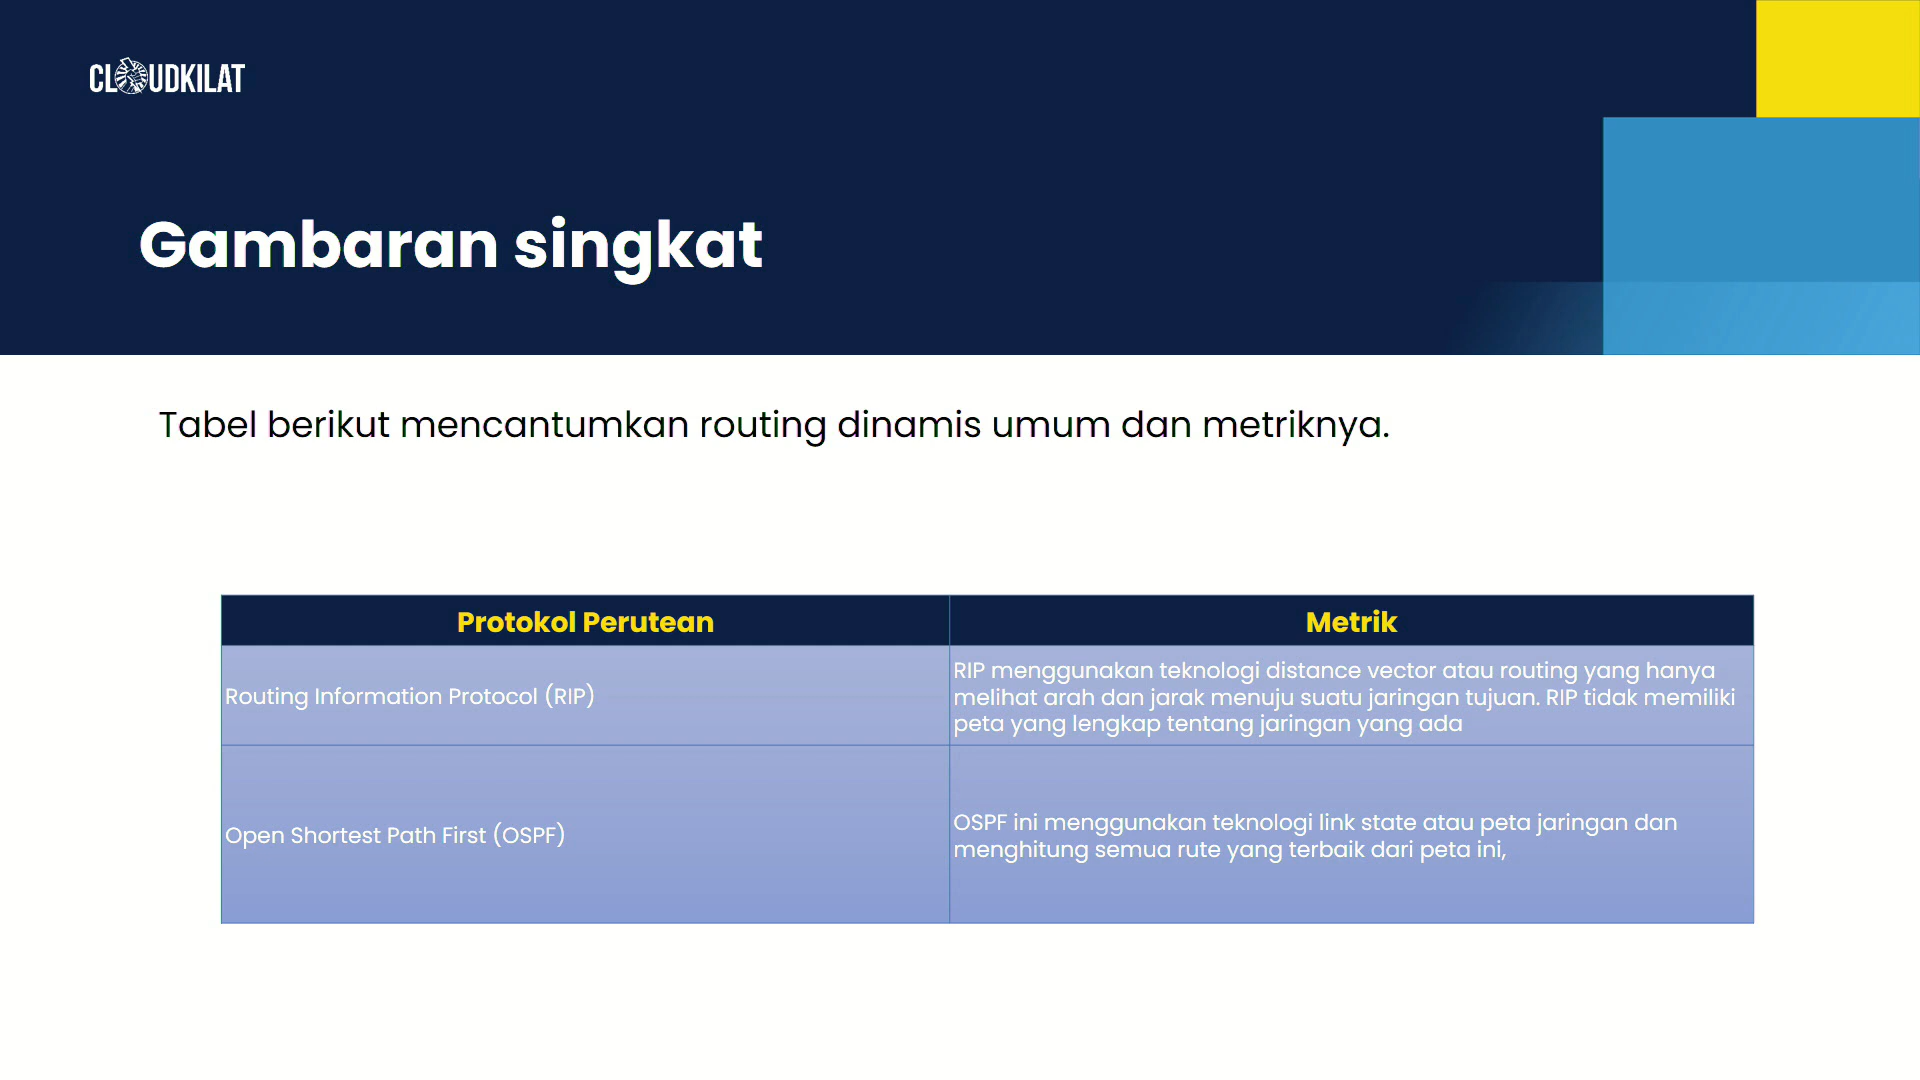 CLOUDKILAT
Gambaran singkat
Tabel berikut mencantumkan routing dinamis umum dan metriknya.
Protokol Perutean
Metrik
Routing Information Protocol (RIP)
RIP menggunakan teknologi distance vector atau routing yang hanya
melihat arah dan jarak menuju suatu jaringan tujuan. RIP tidak memiliki
peta yang lengkap tentang jaringan yang ada
Open Shortest Path First (OSPF)
OSPF ini menggunakan teknologi link state atau peta jaringan dan
menghitung semua rute yang terbaik dari peta ini,